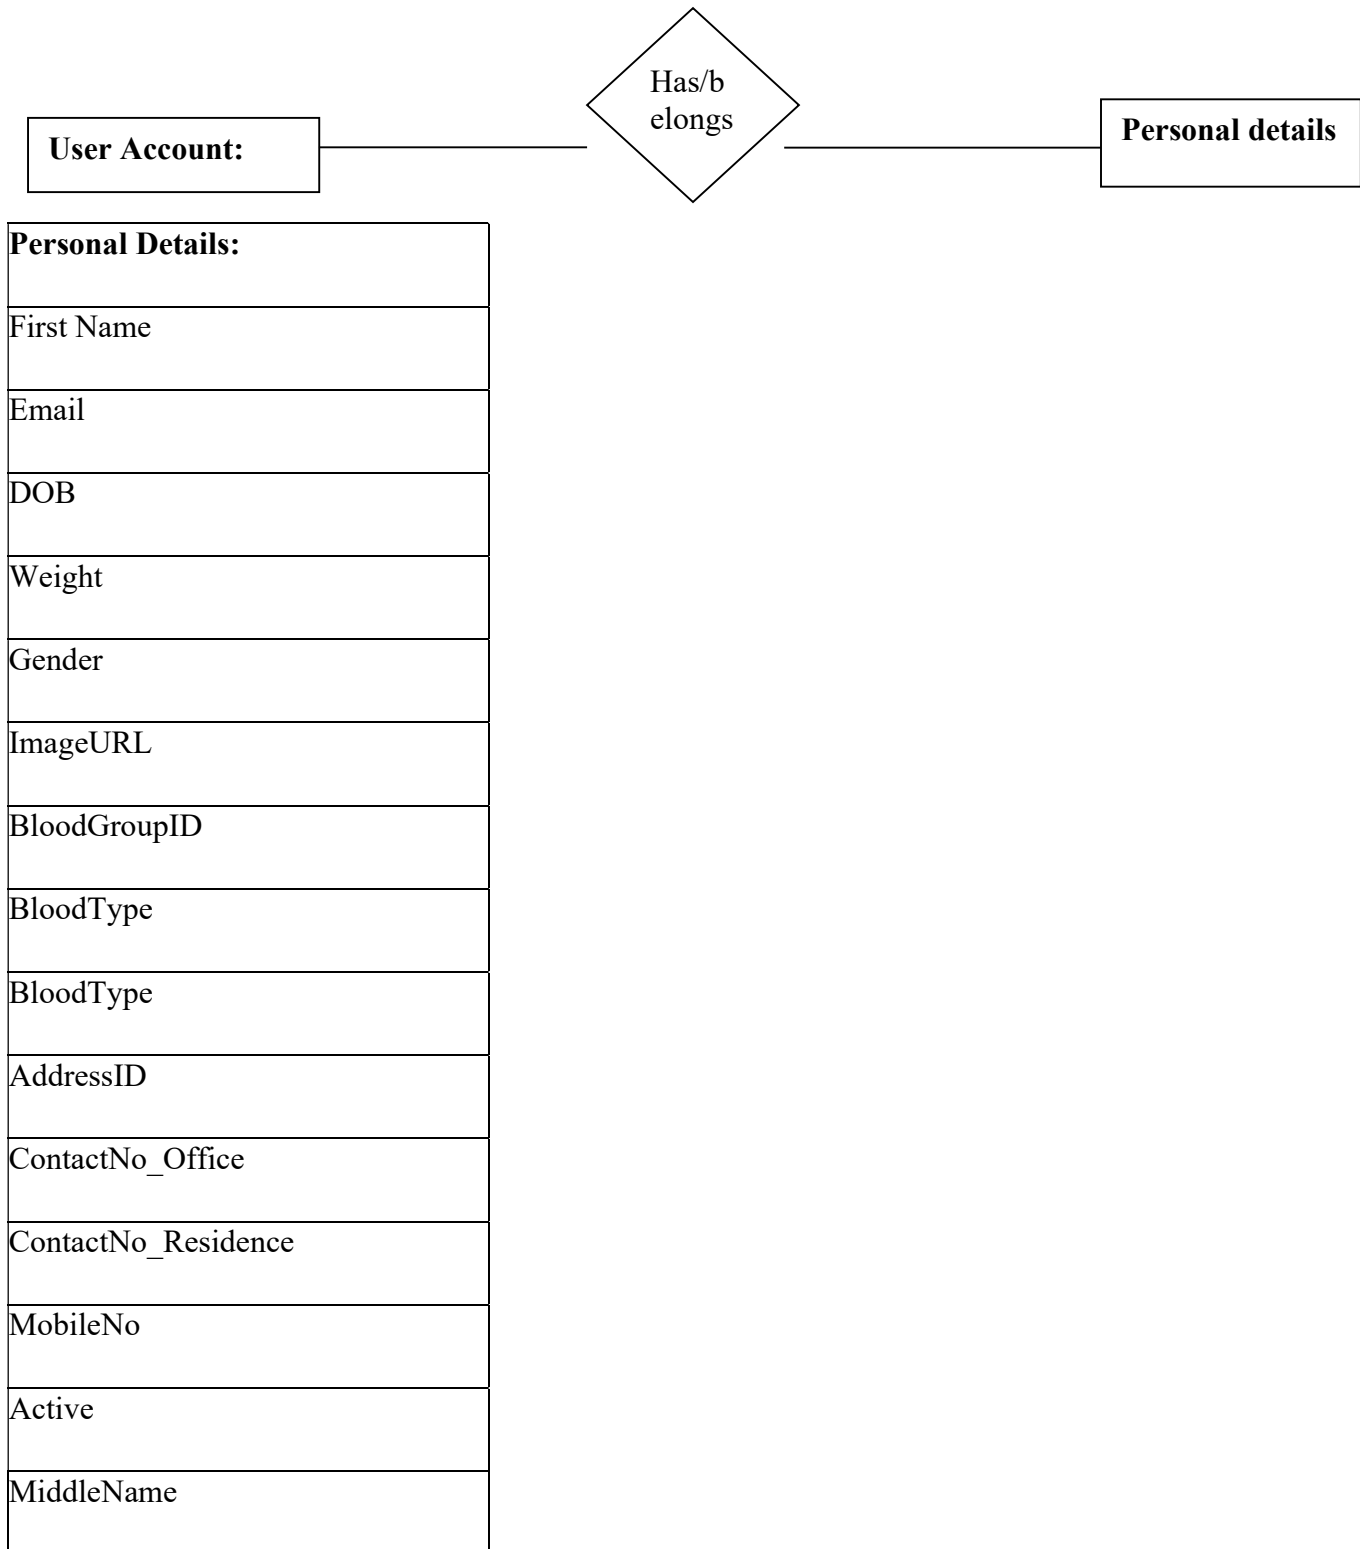 Has/b
elongs
User Account:
Personal details
Personal Details:
First Name
Email
DOB
Weight
Gender
ImageURL
BloodGroupID
BloodType
BloodType
AddressID
ContactNo_Office
ContactNo_Residence
MobileNo
Active
MiddleName